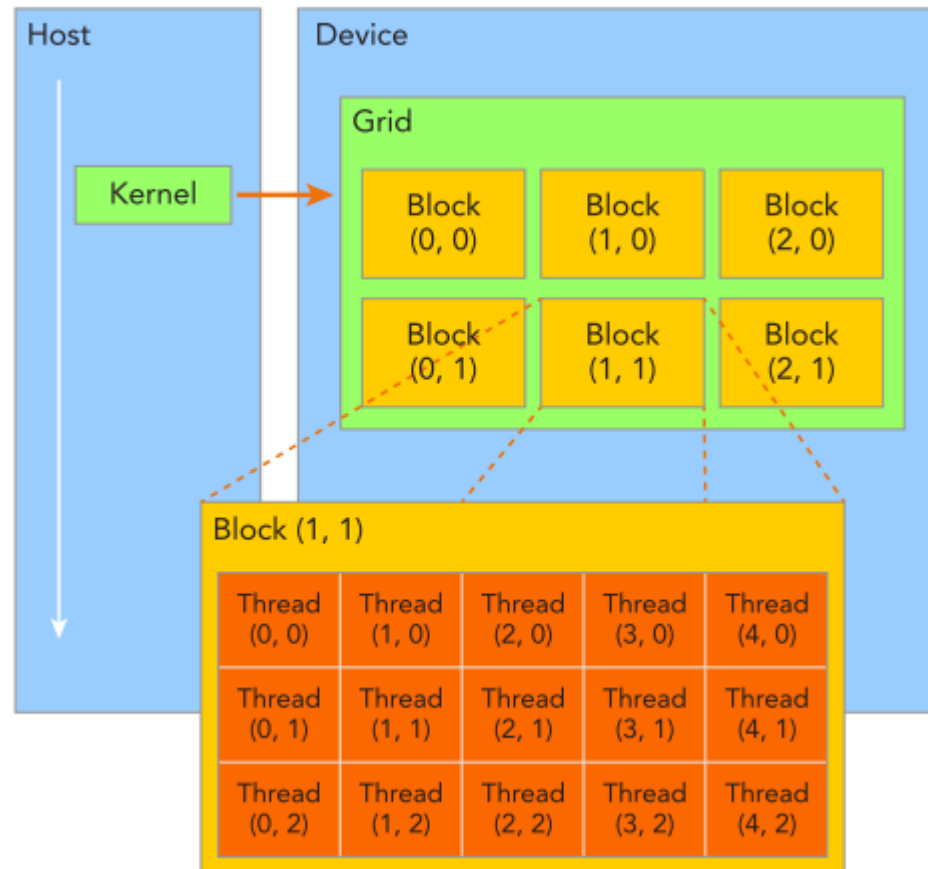 Host
Device
Grid
Kernel
Block
(0, 0)
Block
(1, 0)
Block
(2, 0)
Block
(0, 1)
Block
(1, 1)
Block
(2, 1)
Block (1, 1)
Thread
(0, 0)
Thread
(1, 0)
Thread
(2, 0)
Thread
(3, 0)
Thread
(4, 0)
Thread
(0, 1)
Thread
(1, 1)
Thread
(2, 1)
Thread
(3, 1)
Thread
(4, 1)
Thread
(0, 2)
Thread
(1, 2)
Thread
(2, 2)
Thread
(3, 2)
Thread
(4, 2)